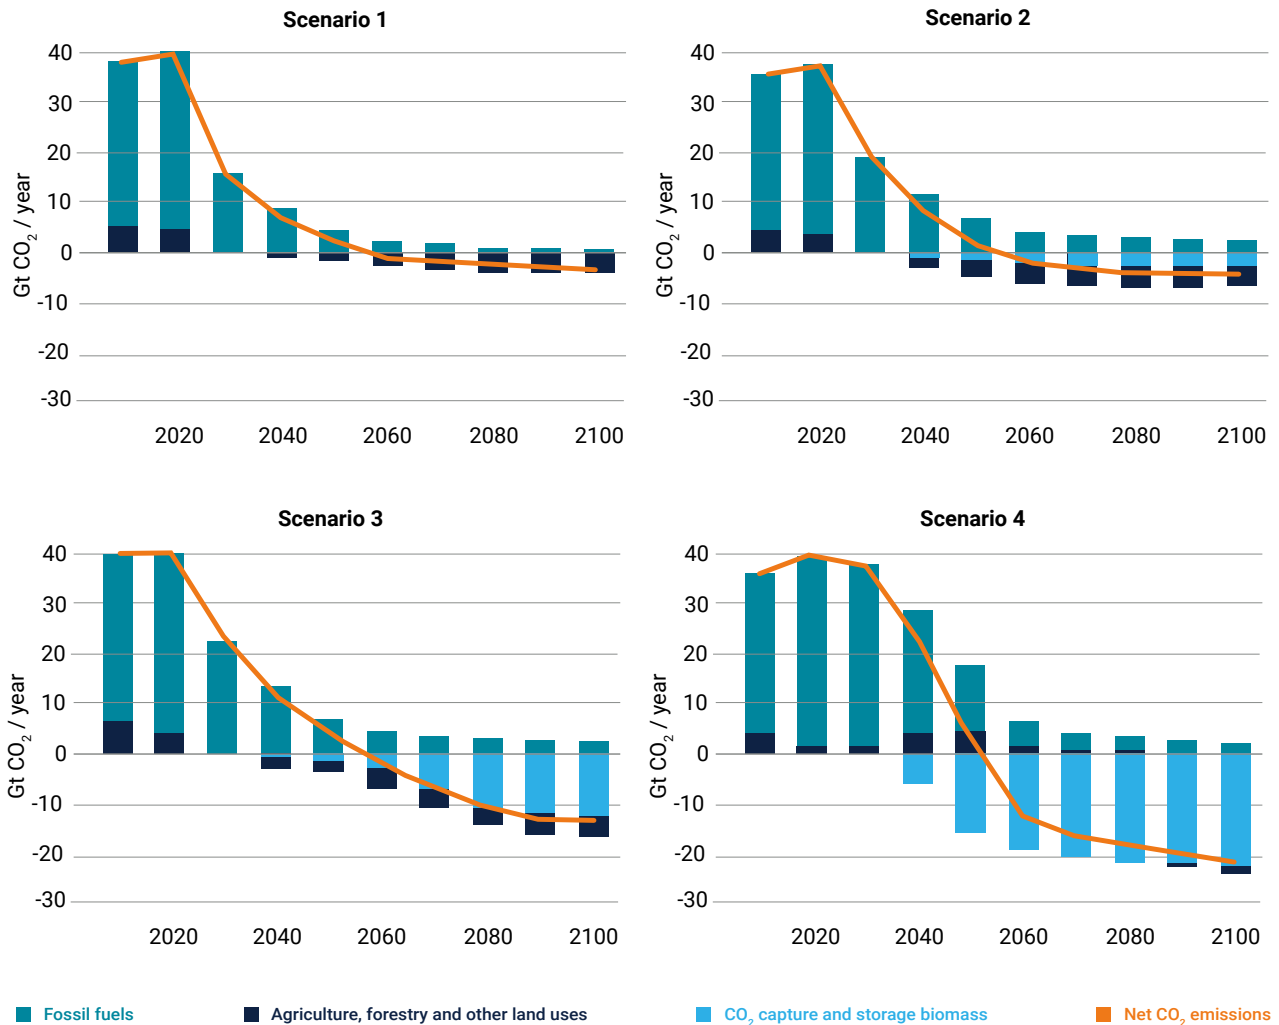 Scenario 1
Gt CO₂ / year
40
30
20
10
0
-10
-20
-30
2020 2040 2060 2080 2100
Scenario 2
Gt CO₂ / year
40
30
20
10
0
-10
-20
-30
2020 2040 2060 2080 2100
Scenario 3
Gt CO₂ / year
40
30
20
10
0
-10
-20
-30
2020 2040 2060 2080 2100
Scenario 4
Gt CO₂ / year
40
30
20
10
0
-10
-20
-30
2020 2040 2060 2080 2100
Fossil fuels
Agriculture, forestry and other land uses
CO₂ capture and storage biomass
Net CO₂ emissions